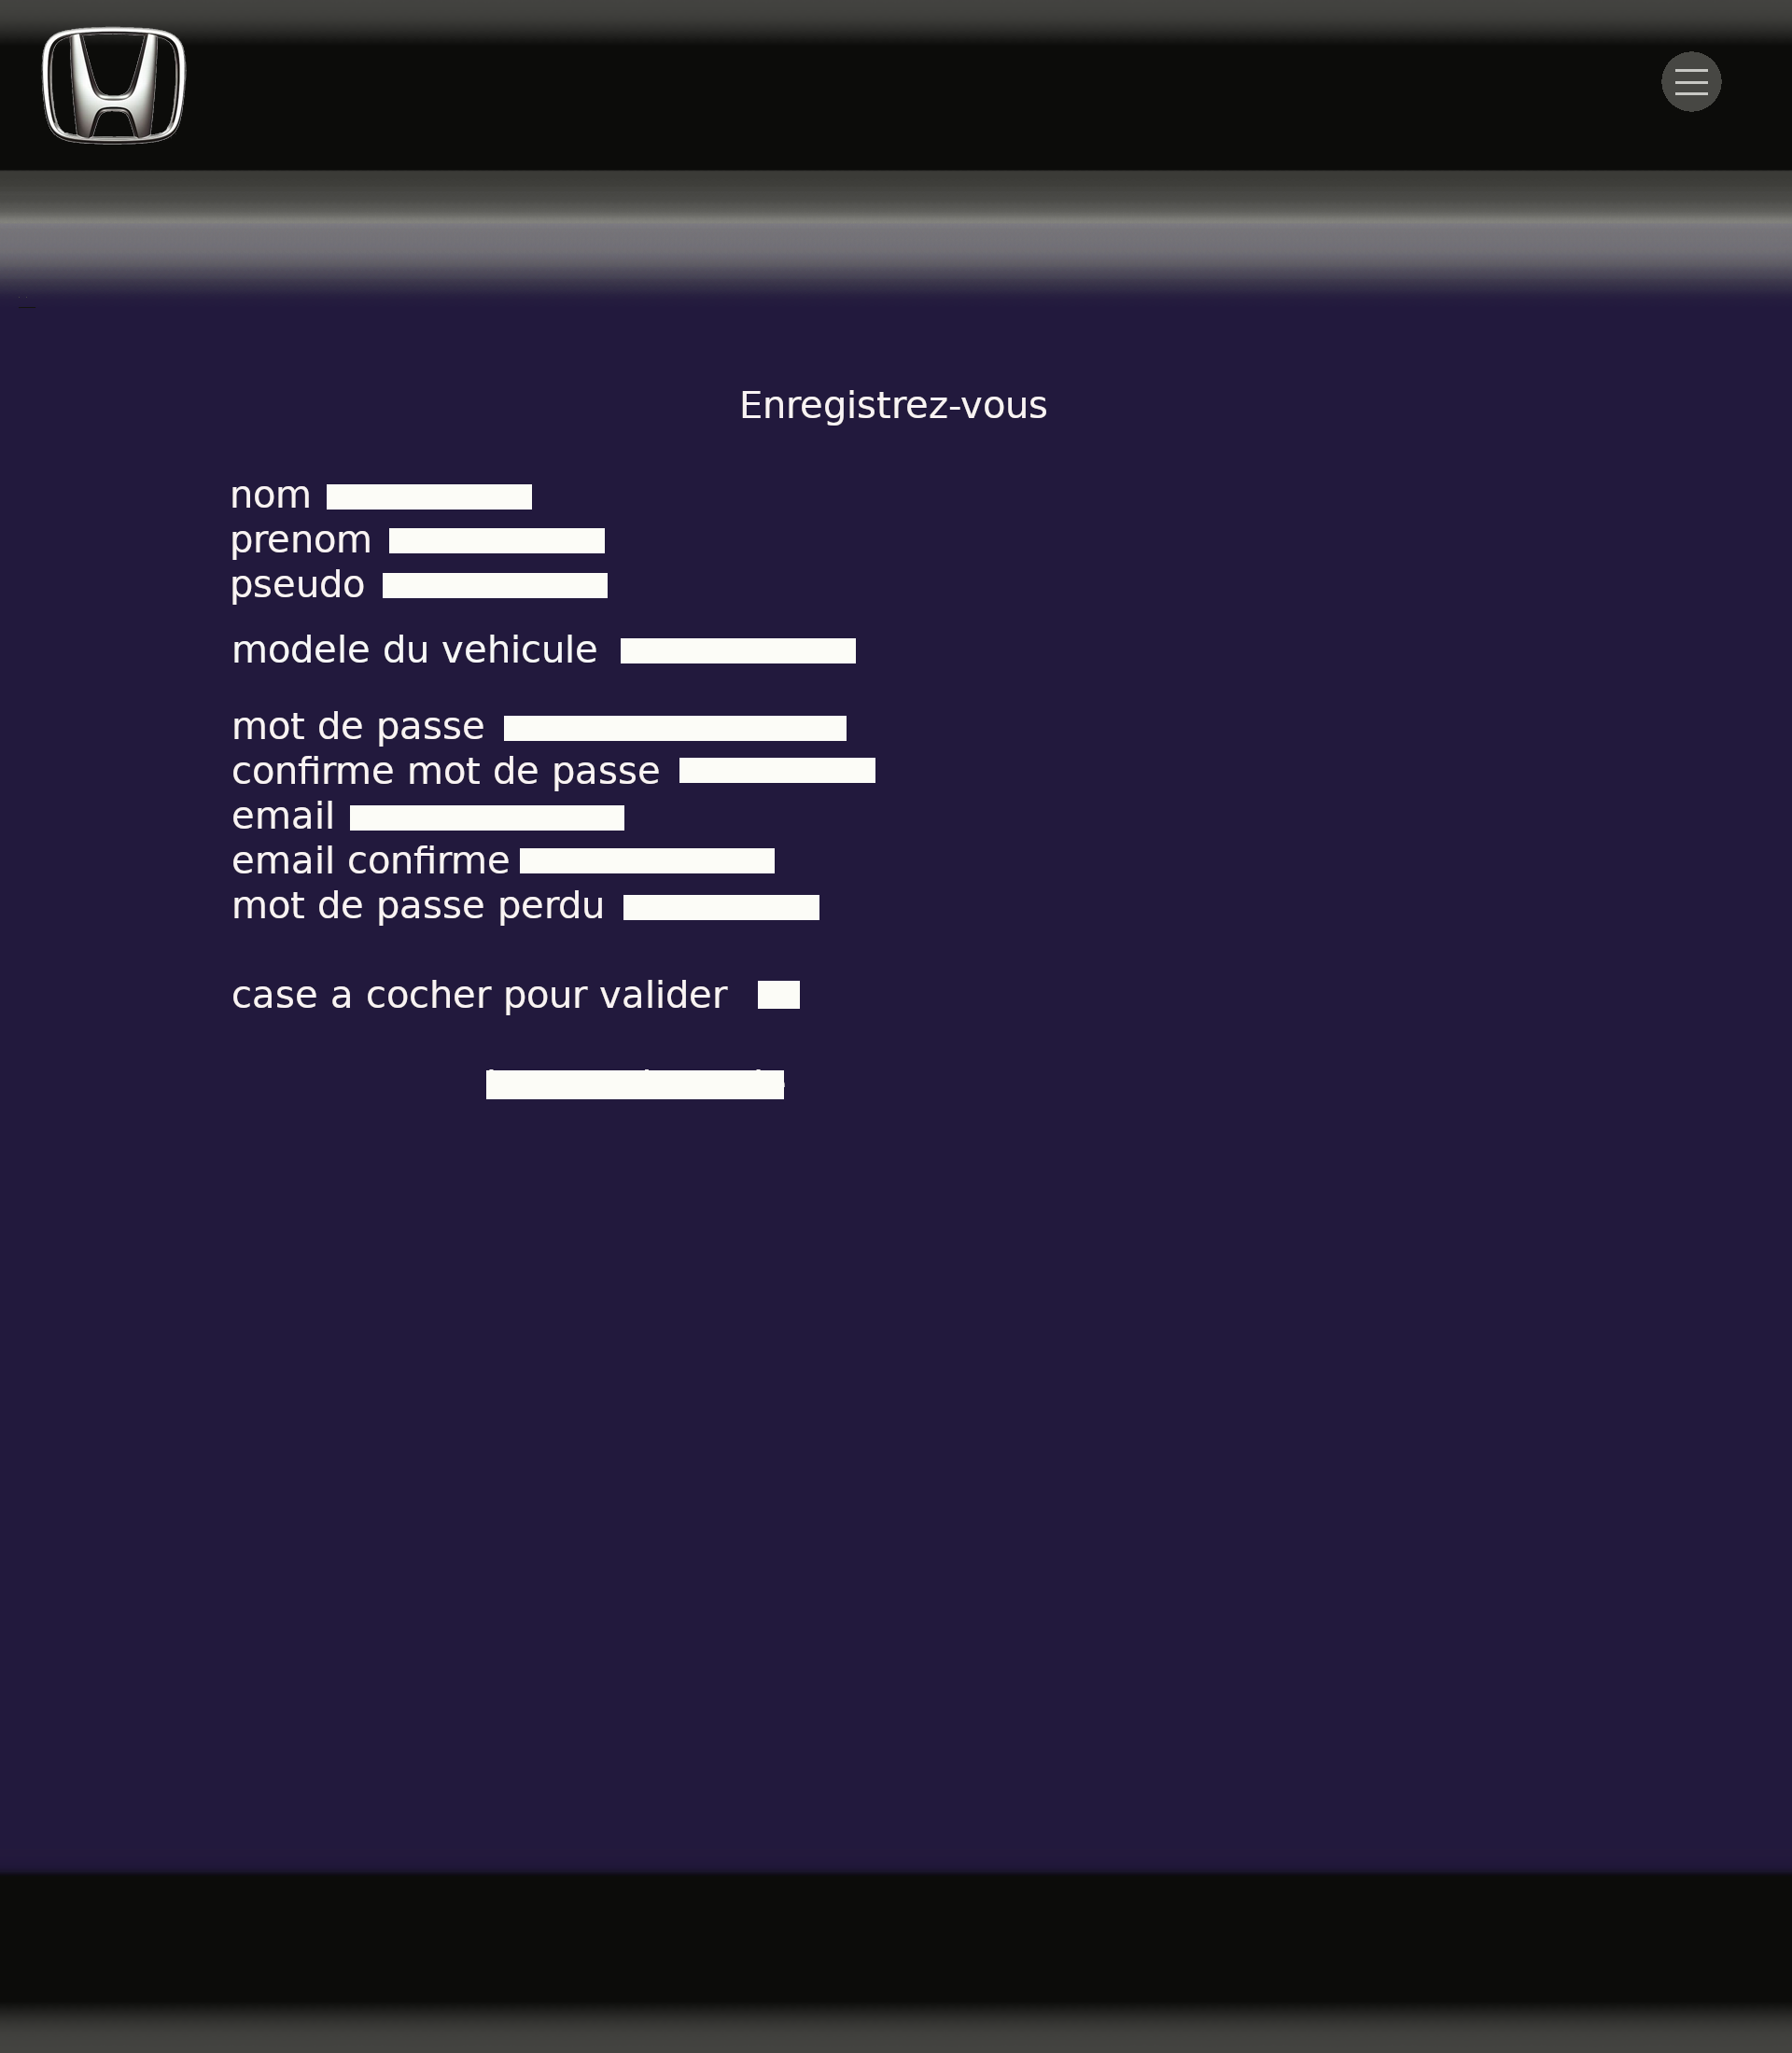 Enregistrez-vous
nom
prenom
pseudo
modele du vehicule
mot de passe
confirme mot de passe
email
email confirme
mot de passe perdu
case a cocher pour valider